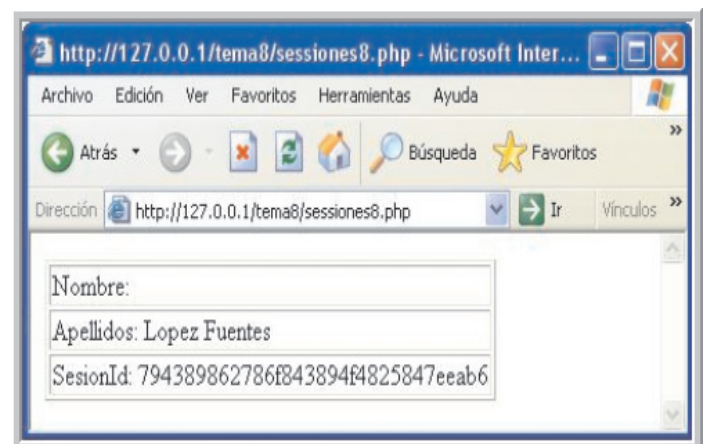 http://127.0.0.1/tema8/sessiones8.php - Microsoft Inter...
Archivo Edición Ver Favoritos Herramientas Ayuda
Atrás Búsqueda Favoritos »
Dirección http://127.0.0.1/tema8/sessiones8.php Ir Vínculos »
Nombre:
Apellidos: Lopez Fuentes
SesionId: 794389862786f843894f4825847eeab6